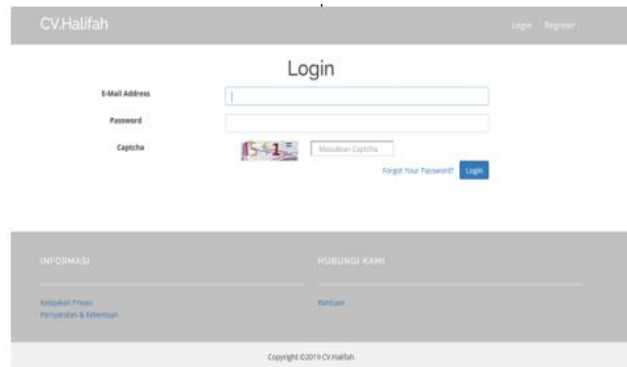 CV.Halifah
Login Register
Login
E-Mail Address
Password
Captcha
5+1=
Masukkan Captcha
Forgot Your Password?
Login
INFORMASI
HUBUNGI KAMI
Kebijakan Privasi
Bantuan
Persyaratan & Ketentuan
Copyright ©2019 CV.Halifah